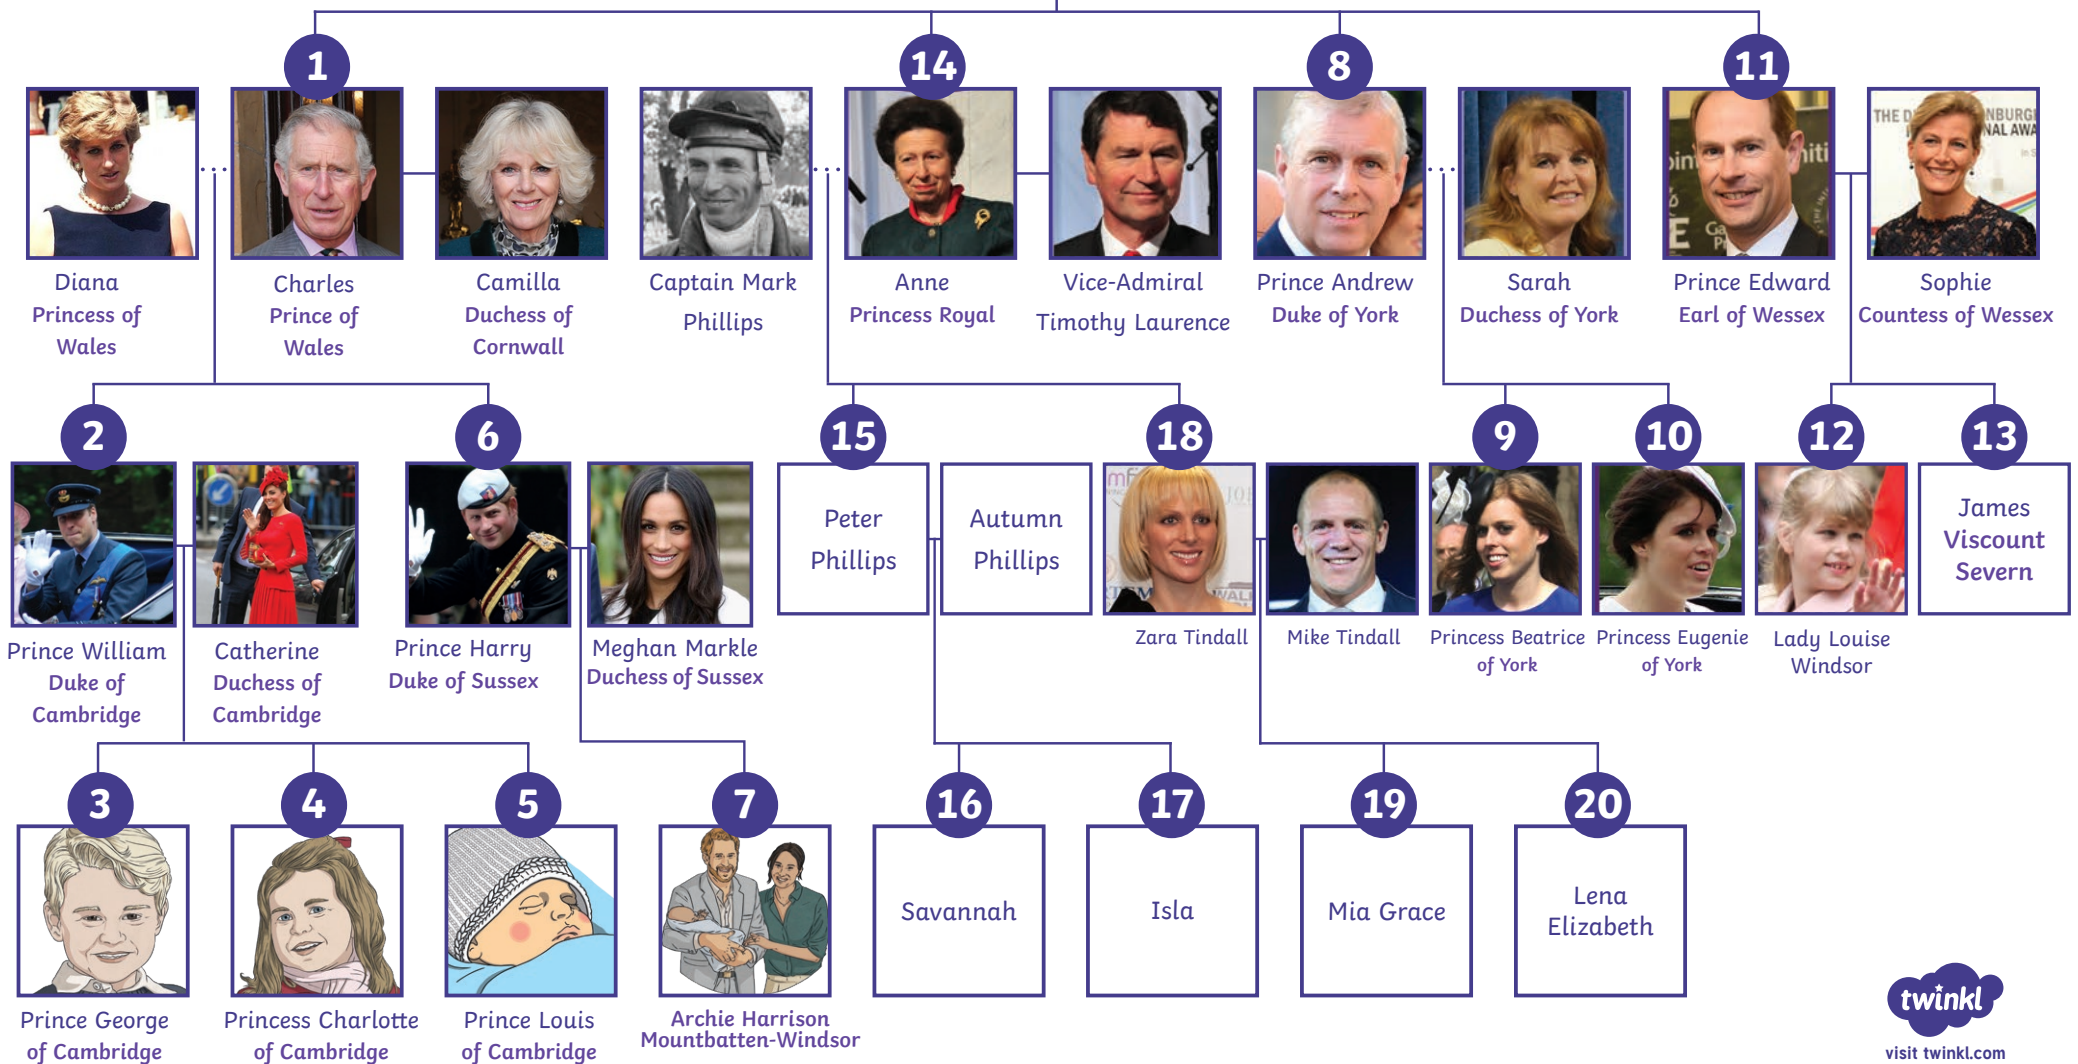 1
14
8
11
THE D NBURG
NAL AWA
Diana
Princess of
Wales
Charles
Prince of
Wales
Camilla
Duchess of
Cornwall
Captain Mark
Phillips
Anne
Princess Royal
Vice-Admiral
Timothy Laurence
Prince Andrew
Duke of York
Sarah
Duchess of York
Prince Edward
Earl of Wessex
Sophie
Countess of Wessex
2
6
15
18
9
10
12
13
Peter
Phillips
Autumn
Phillips
James
Viscount
Severn
Prince William
Duke of
Cambridge
Catherine
Duchess of
Cambridge
Prince Harry
Duke of Sussex
Meghan Markle
Duchess of Sussex
Zara Tindall
Mike Tindall
Princess Beatrice
of York
Princess Eugenie
of York
Lady Louise
Windsor
3
4
5
7
16
17
19
20
Savannah
Isla
Mia Grace
Lena
Elizabeth
Prince George
of Cambridge
Princess Charlotte
of Cambridge
Prince Louis
of Cambridge
Archie Harrison
Mountbatten-Windsor
twinkl
visit twinkl.com